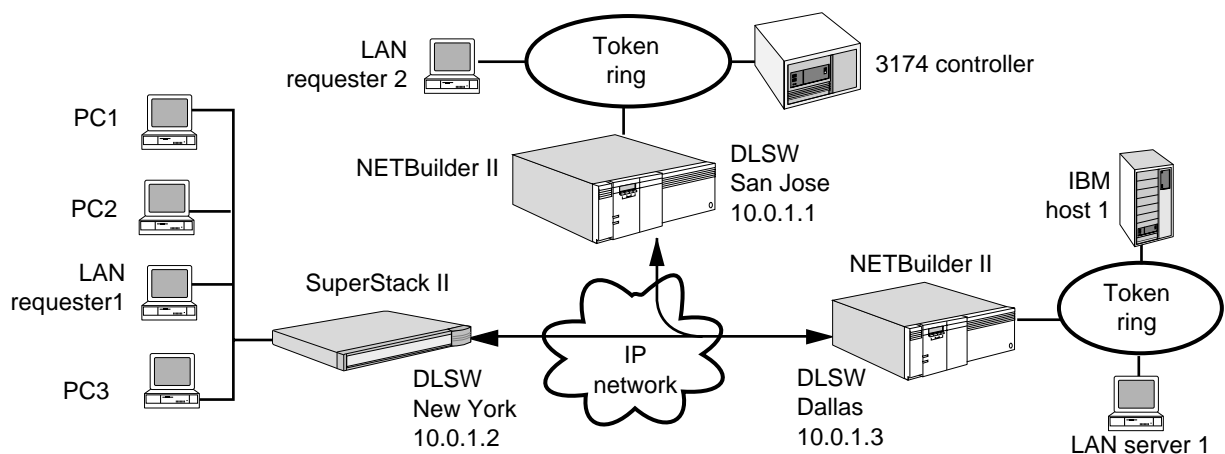 LAN
requester 2
Token
ring
3174 controller
PC1
NETBuilder II
DLSW
San Jose
10.0.1.1
PC2
IBM
host 1
LAN
requester1
SuperStack II
NETBuilder II
Token
ring
PC3
IP
network
DLSW
New York
10.0.1.2
DLSW
Dallas
10.0.1.3
LAN server 1